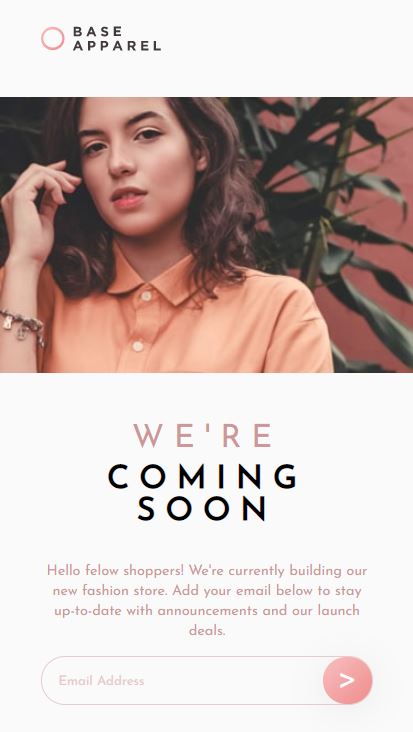 BASE
APPAREL
WE'RE
COMING
SOON
Hello felow shoppers! We're currently building our
new fashion store. Add your email below to stay
up-to-date with announcements and our launch
deals.
Email Address
>